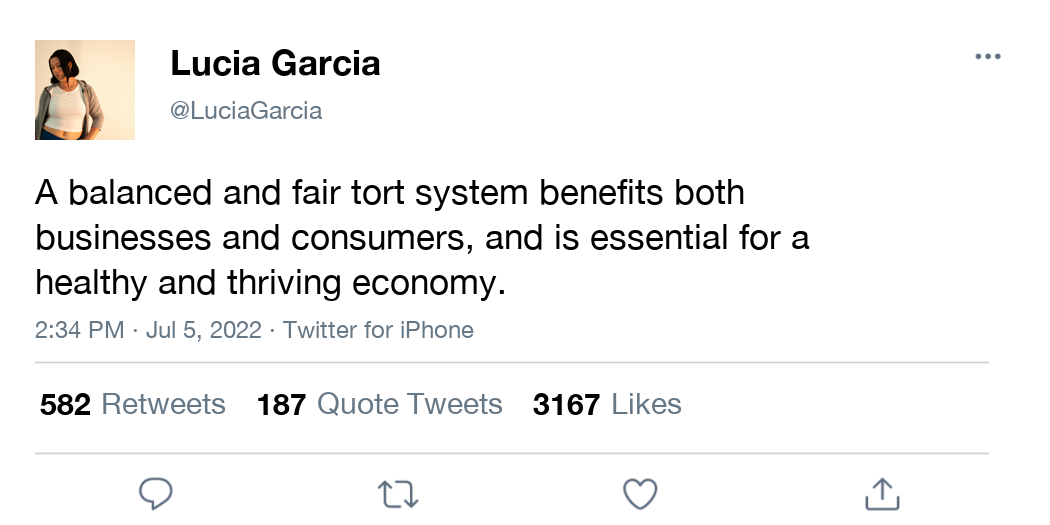 Lucia Garcia
@LuciaGarcia
A balanced and fair tort system benefits both
businesses and consumers, and is essential for a
healthy and thriving economy.
2:34 PM · Jul 5, 2022 · Twitter for iPhone
582 Retweets 187 Quote Tweets 3167 Likes